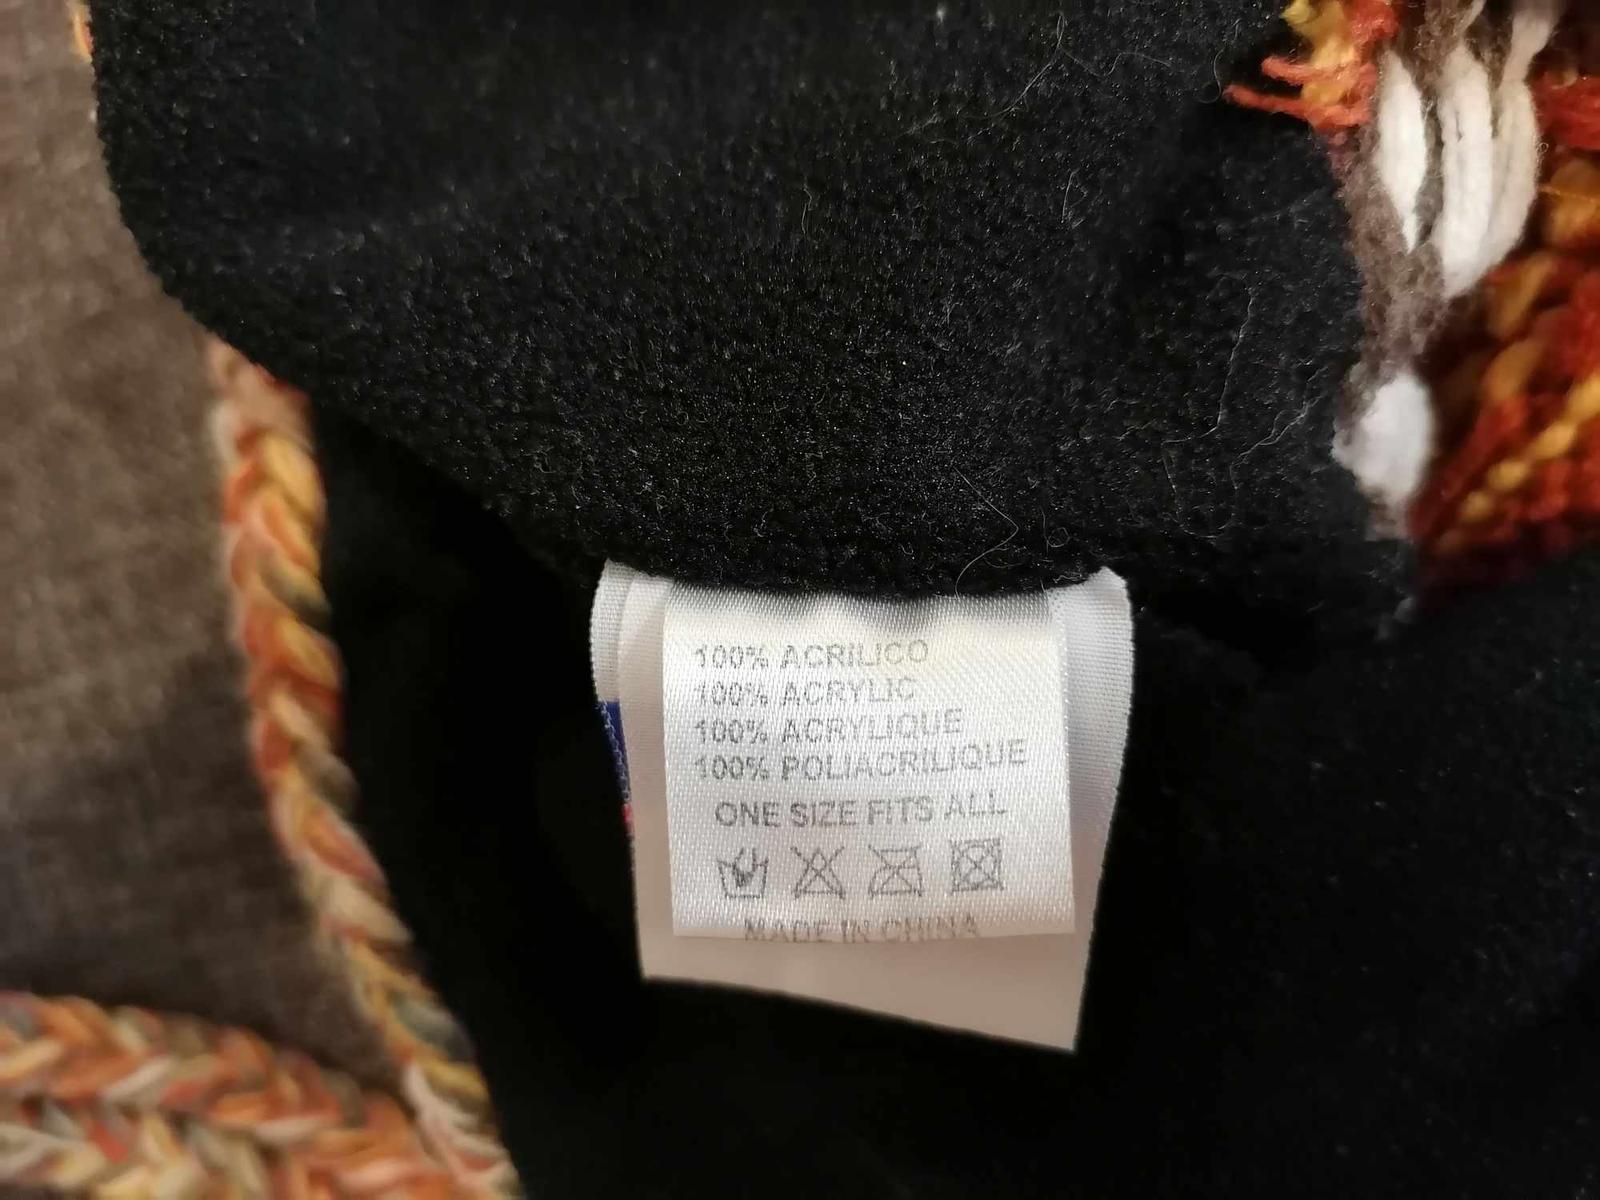 100% ACRILICO
100% ACRYLIC
100% ACRYLIQUE
100% POLIACRILIQUE
ONE SIZE FITS ALL
MADE IN CHINA